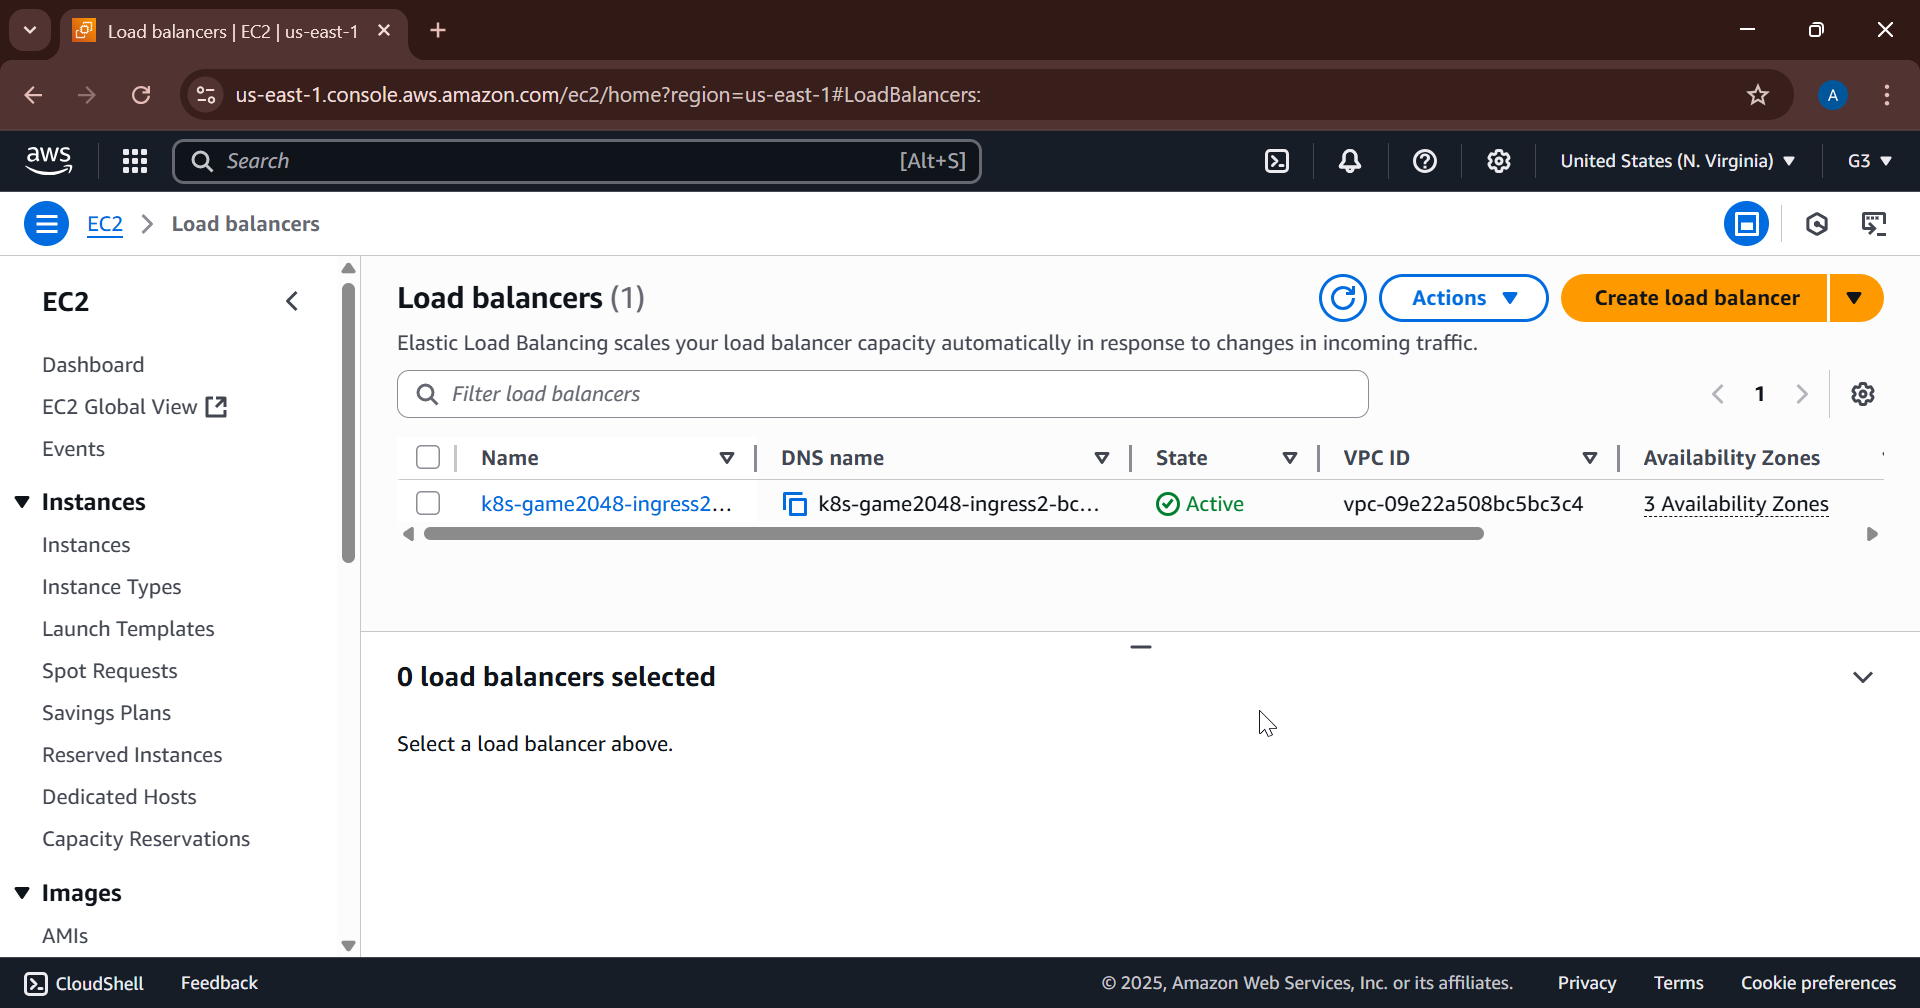 Load balancers | EC2 | us-east-1
us-east-1.console.aws.amazon.com/ec2/home?region=us-east-1#LoadBalancers:
A
aws
Search
[Alt+S]
United States (N. Virginia)
G3
EC2
Load balancers
EC2
Dashboard
EC2 Global View
Events
Instances
Instances
Instance Types
Launch Templates
Spot Requests
Savings Plans
Reserved Instances
Dedicated Hosts
Capacity Reservations
Images
AMIs
Load balancers (1)
Actions
Create load balancer
Elastic Load Balancing scales your load balancer capacity automatically in response to changes in incoming traffic.
Filter load balancers
1
Name DNS name State VPC ID Availability Zones
k8s-game2048-ingress2... k8s-game2048-ingress2-bc... Active vpc-09e22a508bc5bc3c4 3 Availability Zones
0 load balancers selected
Select a load balancer above.
CloudShell
Feedback
© 2025, Amazon Web Services, Inc. or its affiliates.
Privacy
Terms
Cookie preferences